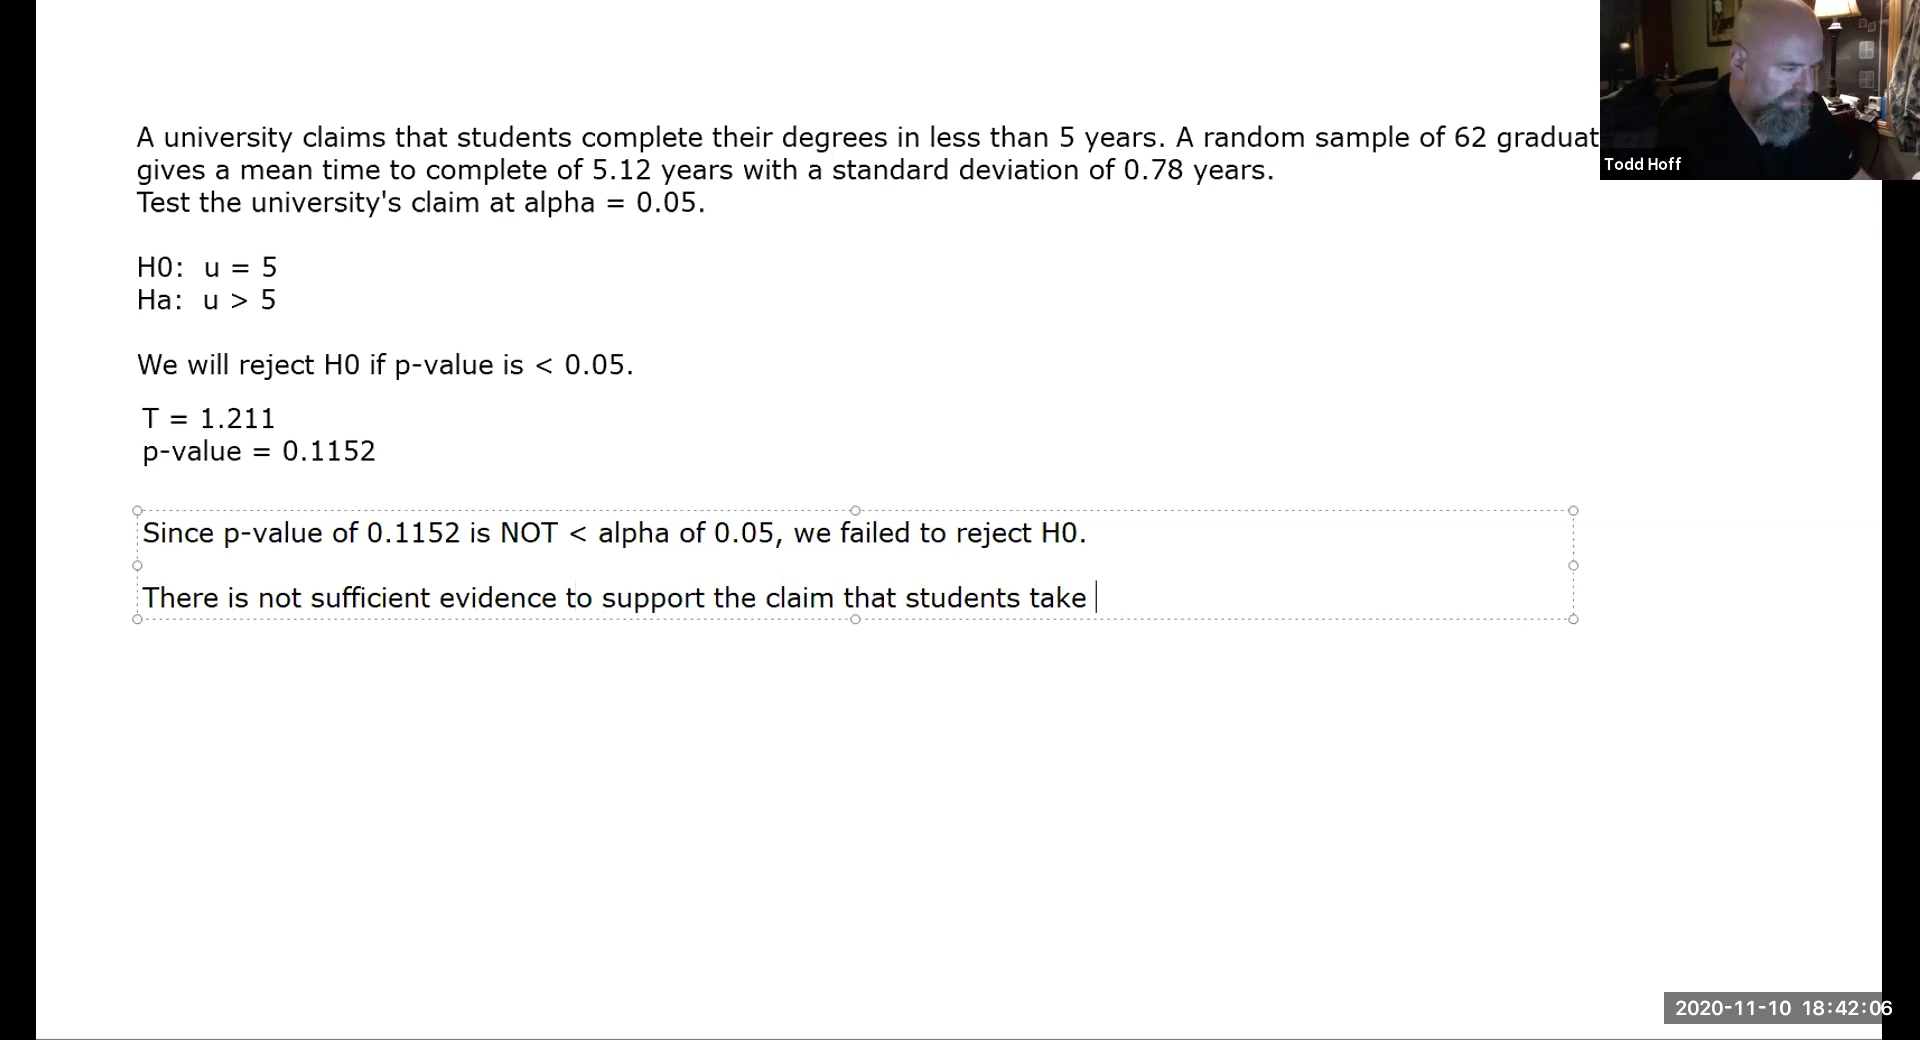 A university claims that students complete their degrees in less than 5 years. A random sample of 62 graduat
gives a mean time to complete of 5.12 years with a standard deviation of 0.78 years.
Test the university's claim at alpha = 0.05.
H0: u = 5
Ha: u > 5
We will reject H0 if p-value is < 0.05.
T = 1.211
p-value = 0.1152
Since p-value of 0.1152 is NOT < alpha of 0.05, we failed to reject H0.
There is not sufficient evidence to support the claim that students take
Todd Hoff
2020-11-10 18:42:06